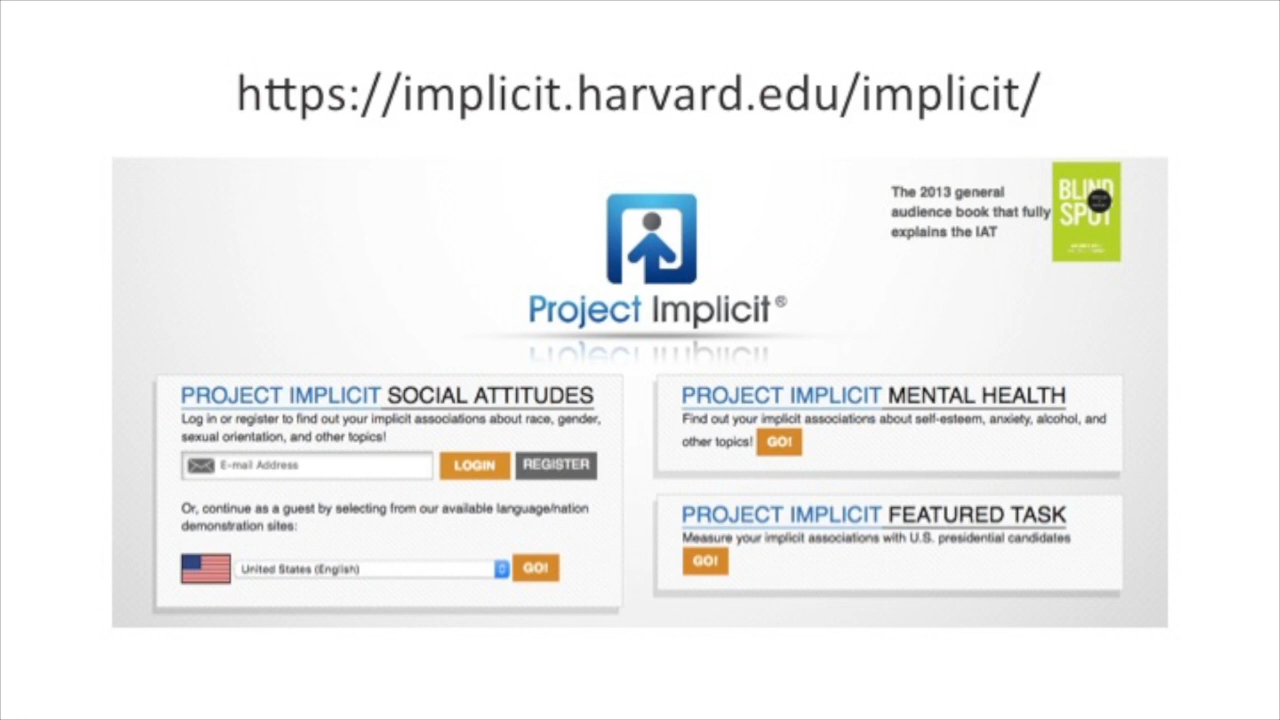 https://implicit.harvard.edu/implicit/
The 2013 general
audience book that fully
explains the IAT
BLIND
SPOT
Project Implicit®
PROJECT IMPLICIT SOCIAL ATTITUDES
Log in or register to find out your implicit associations about race, gender,
sexual orientation, and other topics!
E-mail Address
LOGIN
REGISTER
Or, continue as a guest by selecting from our available language/nation
demonstration sites:
United States (English)
GO!
PROJECT IMPLICIT MENTAL HEALTH
Find out your implicit associations about self-esteem, anxiety, alcohol, and
other topics! GO!
PROJECT IMPLICIT FEATURED TASK
Measure your implicit associations with U.S. presidential candidates
GO!